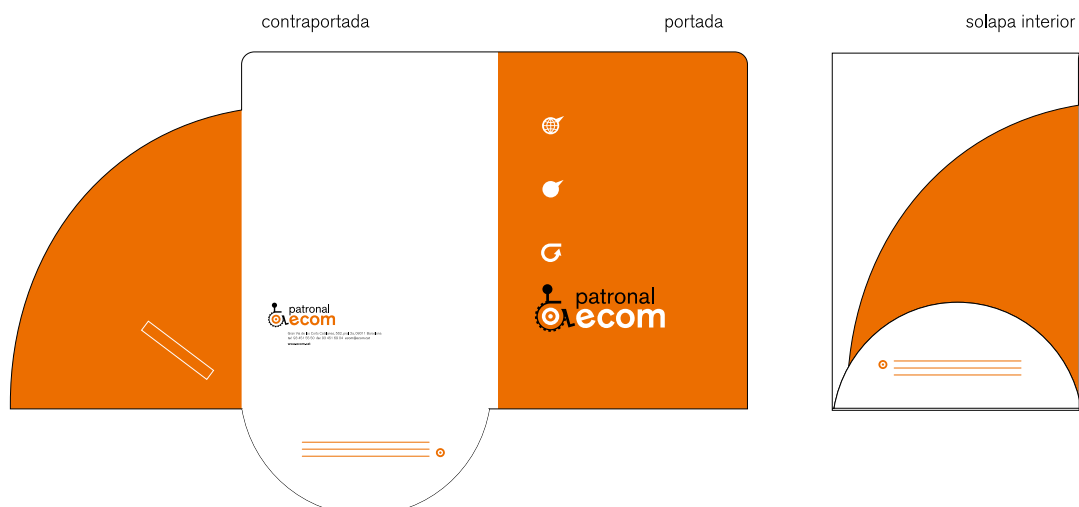 contraportada
portada
solapa interior
patronal
ecom
patronal
ecom